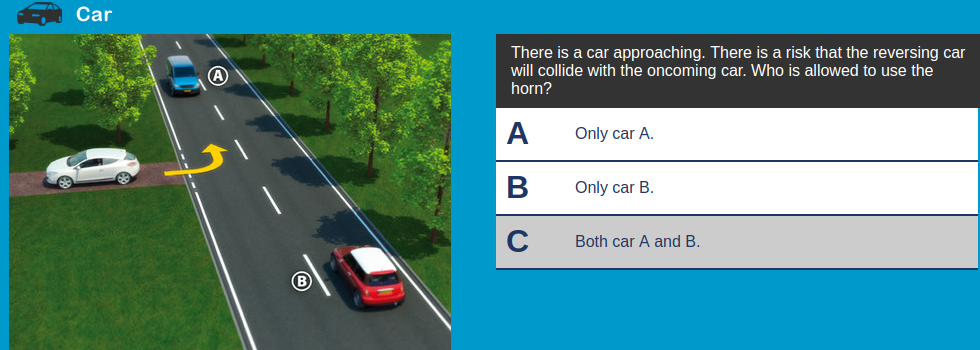 Car
A
B
There is a car approaching. There is a risk that the reversing car
will collide with the oncoming car. Who is allowed to use the
horn?
A Only car A.
B Only car B.
C Both car A and B.